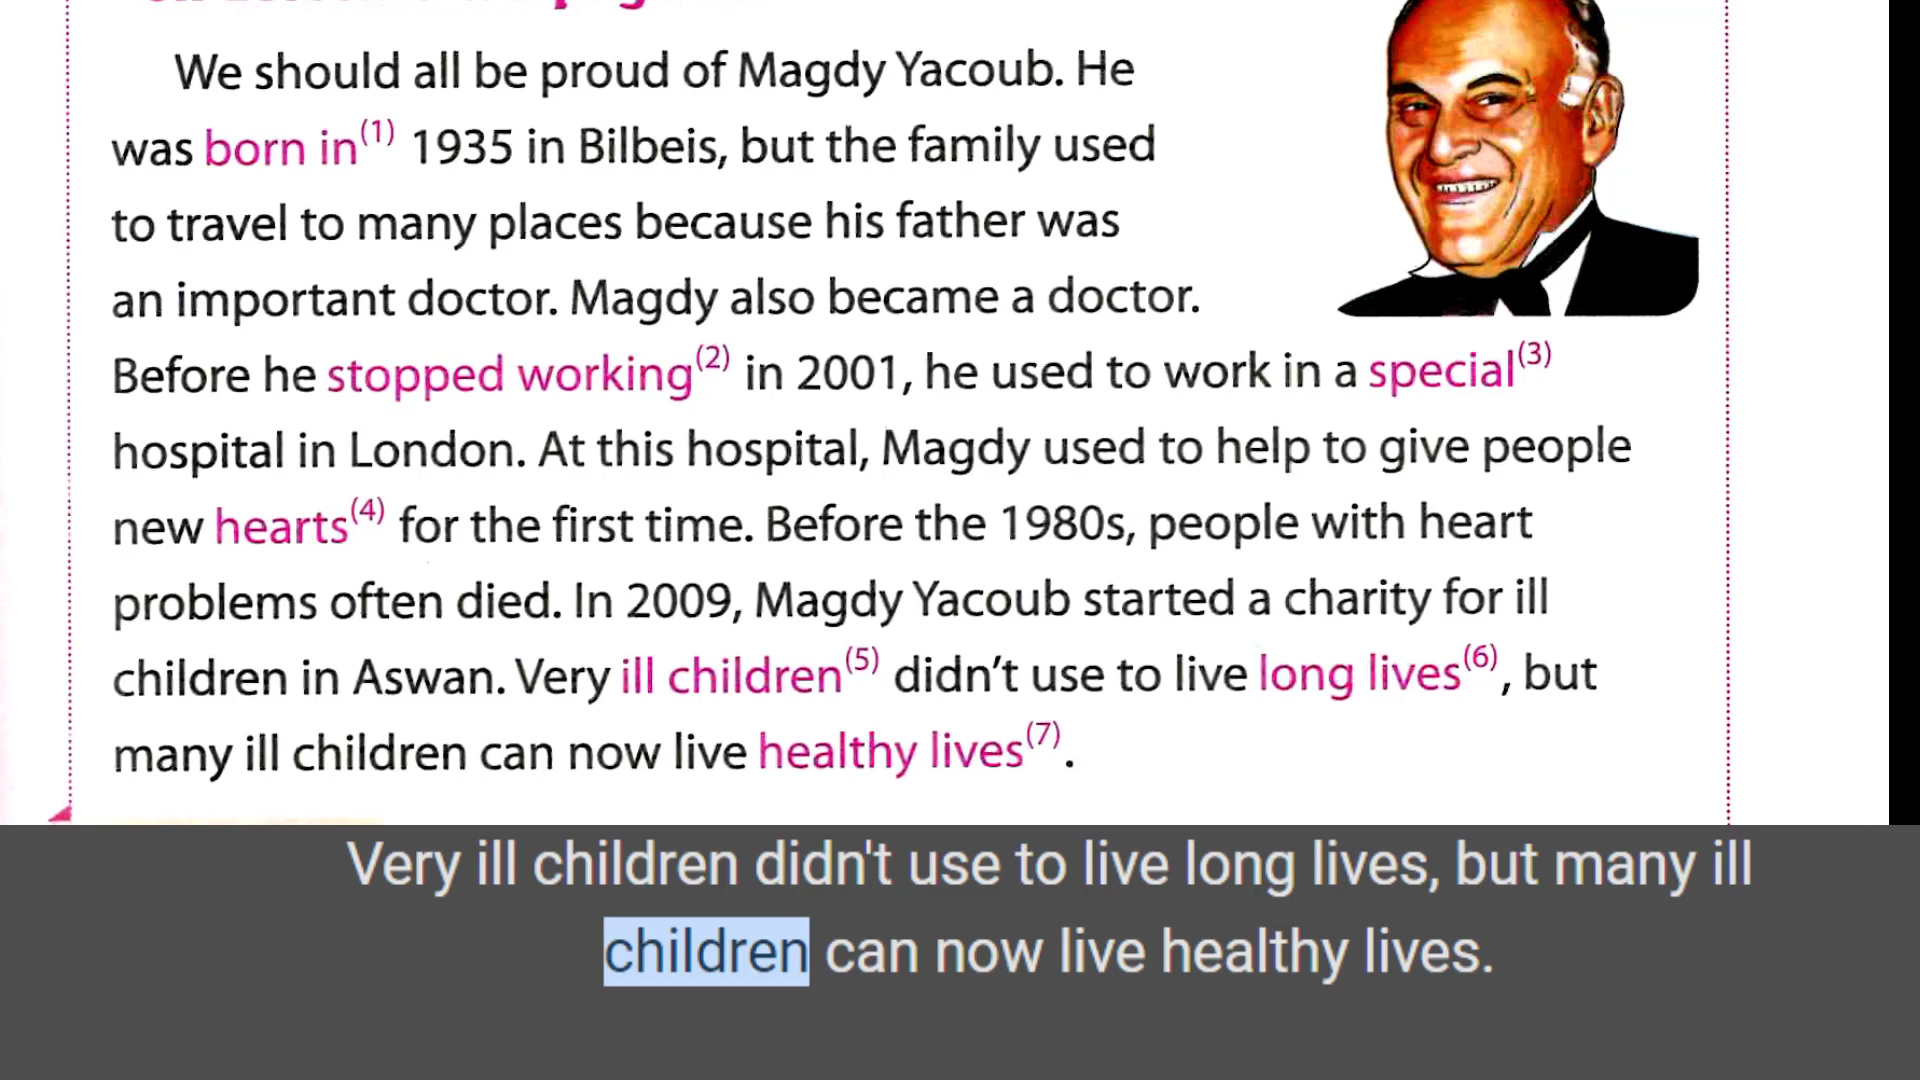 We should all be proud of Magdy Yacoub. He
was born in(1) 1935 in Bilbeis, but the family used
to travel to many places because his father was
an important doctor. Magdy also became a doctor.
Before he stopped working(2) in 2001, he used to work in a special(3)
hospital in London. At this hospital, Magdy used to help to give people
new hearts(4) for the first time. Before the 1980s, people with heart
problems often died. In 2009, Magdy Yacoub started a charity for ill
children in Aswan. Very ill children(5) didn't use to live long lives(6), but
many ill children can now live healthy lives(7).
Very ill children didn't use to live long lives, but many ill
children can now live healthy lives.